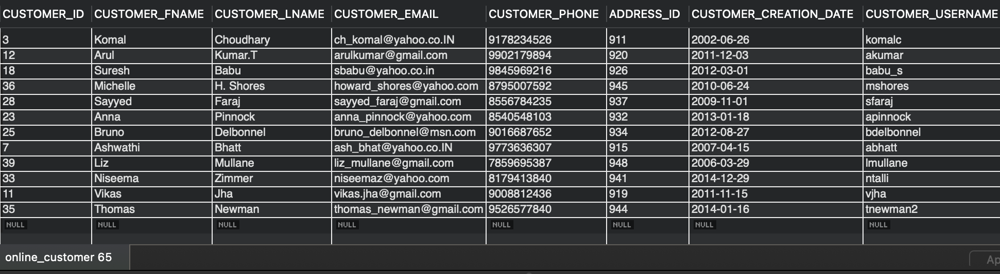 CUSTOMER_ID CUSTOMER_FNAME CUSTOMER_LNAME CUSTOMER_EMAIL CUSTOMER_PHONE ADDRESS_ID CUSTOMER_CREATION_DATE CUSTOMER_USERNAME
3 Komal Choudhary ch_komal@yahoo.co.IN 9178234526 911 2002-06-26 komalc
12 Arul Kumar.T arulkumar@gmail.com 9902179894 920 2011-12-03 akumar
18 Suresh Babu sbabu@yahoo.co.in 9845969216 926 2012-03-01 babu_s
36 Michelle H. Shores howard_shores@yahoo.com 8795007592 945 2010-06-24 mshores
28 Sayyed Faraj sayyed_faraj@gmail.com 8556784235 937 2009-11-01 sfaraj
23 Anna Pinnock anna_pinnock@yahoo.com 8540548103 932 2013-01-18 apinnock
25 Bruno Delbonnel bruno_delbonnel@msn.com 9016687652 934 2012-08-27 bdelbonnel
7 Ashwathi Bhatt ash_bhat@yahoo.co.IN 9773636307 915 2007-04-15 abhatt
39 Liz Mullane liz_mullane@gmail.com 7859695387 948 2006-03-29 lmullane
33 Niseema Zimmer niseemaz@yahoo.com 8179413840 941 2014-12-29 ntalli
11 Vikas Jha vikas.jha@gmail.com 9008812436 919 2011-11-15 vjha
35 Thomas Newman thomas_newman@gmail.com 9526577840 944 2014-01-16 tnewman2
NULL NULL NULL NULL NULL NULL NULL NULL
online_customer 65 Ap